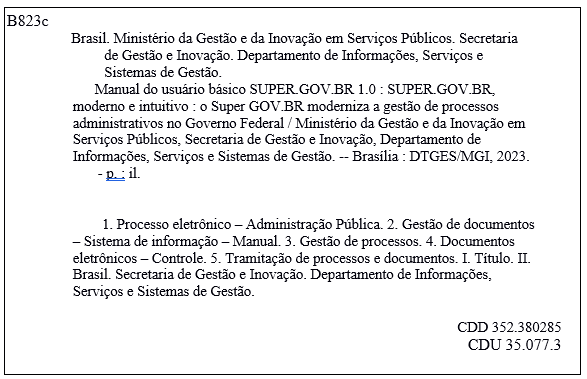 B823c
Brasil. Ministério da Gestão e da Inovação em Serviços Públicos. Secretaria
de Gestão e Inovação. Departamento de Informações, Serviços e
Sistemas de Gestão.
Manual do usuário básico SUPER.GOV.BR 1.0 : SUPER.GOV.BR,
moderno e intuitivo : o Super GOV.BR moderniza a gestão de processos
administrativos no Governo Federal / Ministério da Gestão e da Inovação em
Serviços Públicos, Secretaria de Gestão e Inovação, Departamento de
Informações, Serviços e Sistemas de Gestão. -- Brasília : DTGES/MGI, 2023.
- p. : il.
1. Processo eletrônico – Administração Pública. 2. Gestão de documentos
– Sistema de informação – Manual. 3. Gestão de processos. 4. Documentos
eletrônicos – Controle. 5. Tramitação de processos e documentos. I. Título. II.
Brasil. Secretaria de Gestão e Inovação. Departamento de Informações,
Serviços e Sistemas de Gestão.
CDD 352.380285
CDU 35.077.3